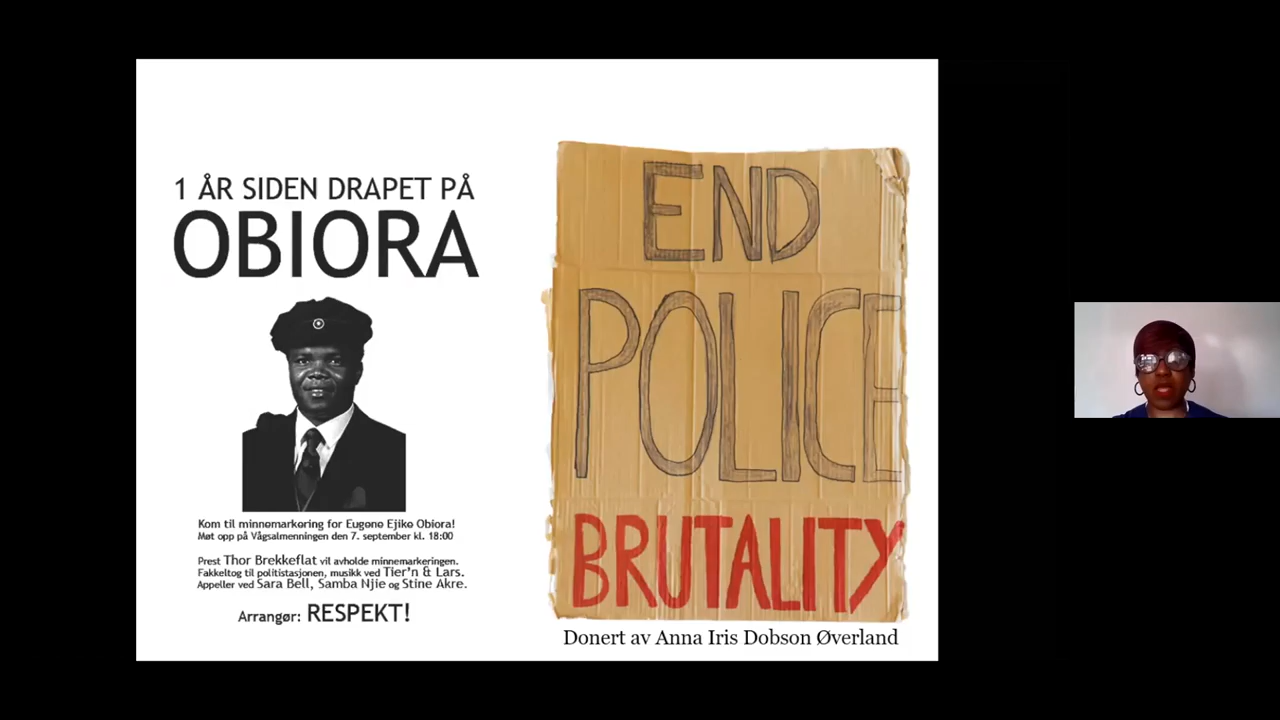 1 ÅR SIDEN DRAPET PÅ
OBIORA
Kom til minnemarkering for Eugene Ejike Obiora!
Møt opp på Vågsalmenningen den 7. september kl. 18:00
Prest Thor Brekkeflat vil avholde minnemarkeringen.
Fakkeltog til politistasjonen, musikk ved Tier'n & Lars.
Appeller ved Sara Bell, Samba Njie og Stine Akre.
Arrangør: RESPEKT!
END
POLICE
BRUTALITY
Donert av Anna Iris Dobson Øverland